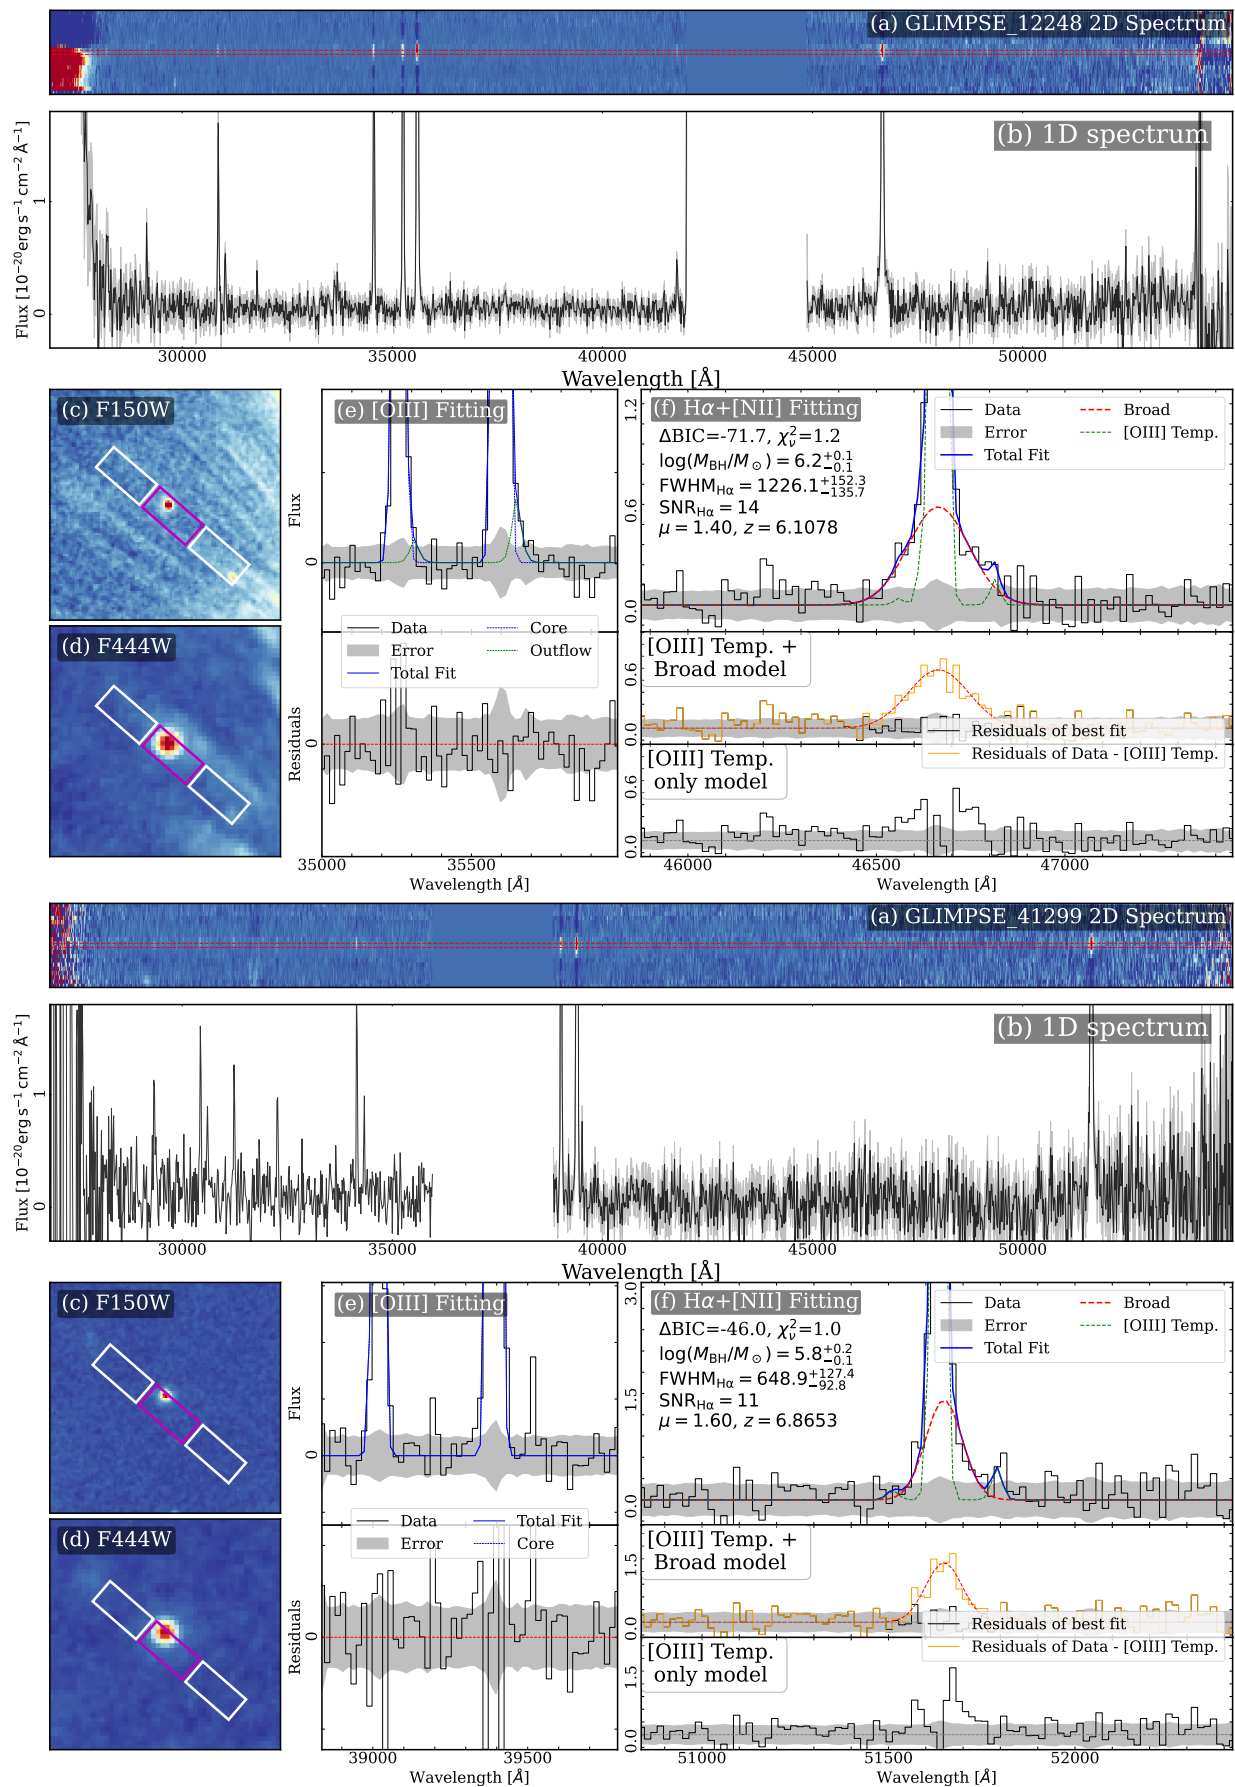 (a) GLIMPSE_12248 2D Spectrum
(b) 1D spectrum
Flux [10⁻²⁰erg s⁻¹ cm⁻² Å⁻¹]
1
0
30000 35000 40000 45000 50000
Wavelength [Å]
(c) F150W
(d) F444W
(e) [OIII] Fitting
Flux
0
Data
Error
Total Fit
Core
Outflow
Residuals
0
35000 35500
Wavelength [Å]
(f) Hα+[NII] Fitting
ΔBIC=-71.7, χ²ᵥ=1.2
log(M_BH/M_⊙) = 6.2^{+0.1}_{-0.1}
FWHM_Hα = 1226.1^{+152.3}_{-135.7}
SNR_Hα = 14
μ = 1.40, z = 6.1078
Data
Error
Total Fit
Broad
[OIII] Temp.
1.2
0.6
0.0
[OIII] Temp. +
Broad model
0.6
0.0
Residuals of best fit
Residuals of Data - [OIII] Temp.
[OIII] Temp.
only model
0.6
0.0
46000 46500 47000
Wavelength [Å]
(a) GLIMPSE_41299 2D Spectrum
(b) 1D spectrum
Flux [10⁻²⁰erg s⁻¹ cm⁻² Å⁻¹]
1
0
30000 35000 40000 45000 50000
Wavelength [Å]
(c) F150W
(d) F444W
(e) [OIII] Fitting
Flux
0
Data
Error
Total Fit
Core
Residuals
0
39000 39500
Wavelength [Å]
(f) Hα+[NII] Fitting
ΔBIC=-46.0, χ²ᵥ=1.0
log(M_BH/M_⊙) = 5.8^{+0.2}_{-0.1}
FWHM_Hα = 648.9^{+127.4}_{-92.8}
SNR_Hα = 11
μ = 1.60, z = 6.8653
Data
Error
Total Fit
Broad
[OIII] Temp.
3.0
1.5
0.0
[OIII] Temp. +
Broad model
1.5
0.0
Residuals of best fit
Residuals of Data - [OIII] Temp.
[OIII] Temp.
only model
1.5
0.0
51000 51500 52000
Wavelength [Å]